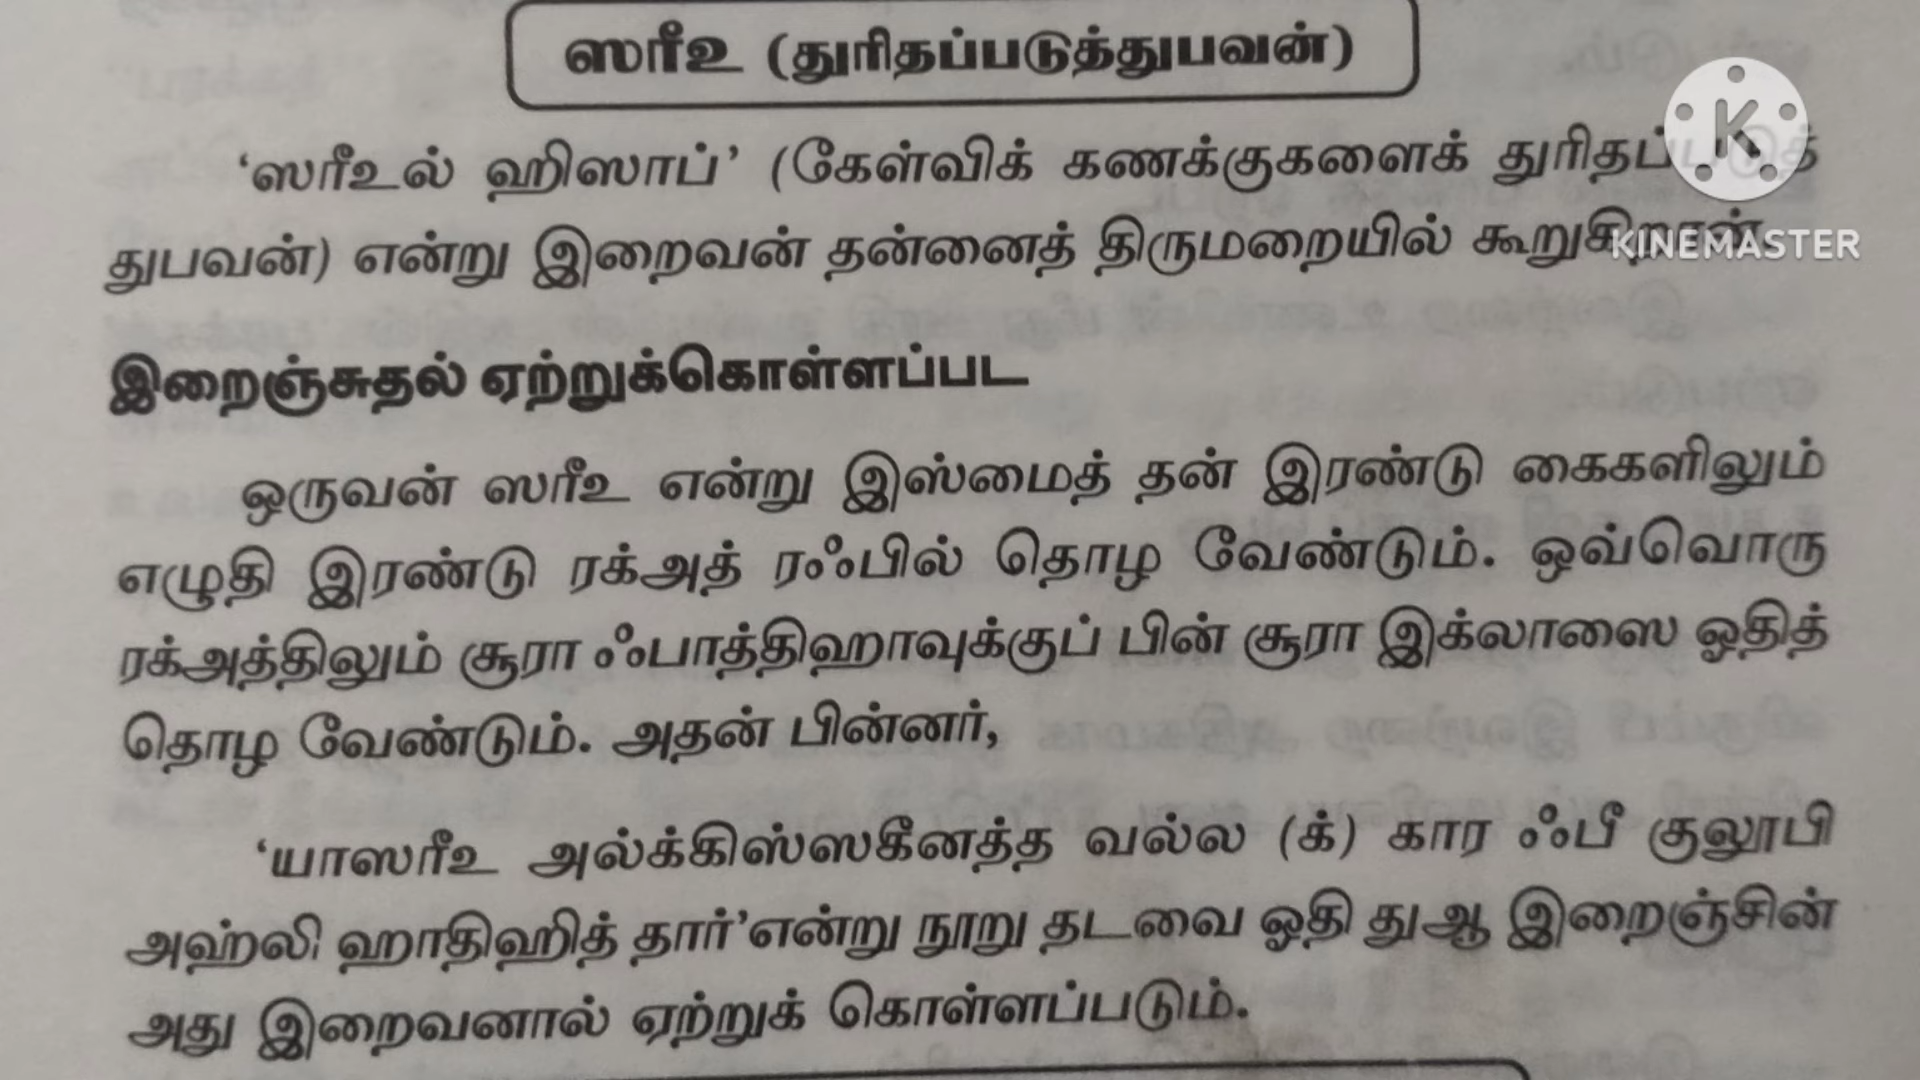 ஸரீஉ (துரிதப்படுத்துபவன்)
‘ஸரீஉல் ஹிஸாப்’ (கேள்விக் கணக்குகளைக் துரிதப்படுத்
துபவன்) என்று இறைவன் தன்னைத் திருமறையில் கூறுகிறான்
KINEMASTER
இறைஞ்சுதல் ஏற்றுக்கொள்ளப்பட
ஒருவன் ஸரீஉ என்று இஸ்மைத் தன் இரண்டு கைகளிலும்
எழுதி இரண்டு ரக்அத் ரஃபில் தொழ வேண்டும். ஒவ்வொரு
ரக்அத்திலும் சூரா ஃபாத்திஹாவுக்குப் பின் சூரா இக்லாஸை ஓதித்
தொழ வேண்டும். அதன் பின்னர்,
‘யாஸரீஉ அல்க்கிஸ்ஸகீனத்த வல்ல (க்) கார ஃபீ குலூபி
அஹ்லி ஹாதிஹித் தார்’என்று நூறு தடவை ஓதி துஆ இறைஞ்சின்
அது இறைவனால் ஏற்றுக் கொள்ளப்படும்.